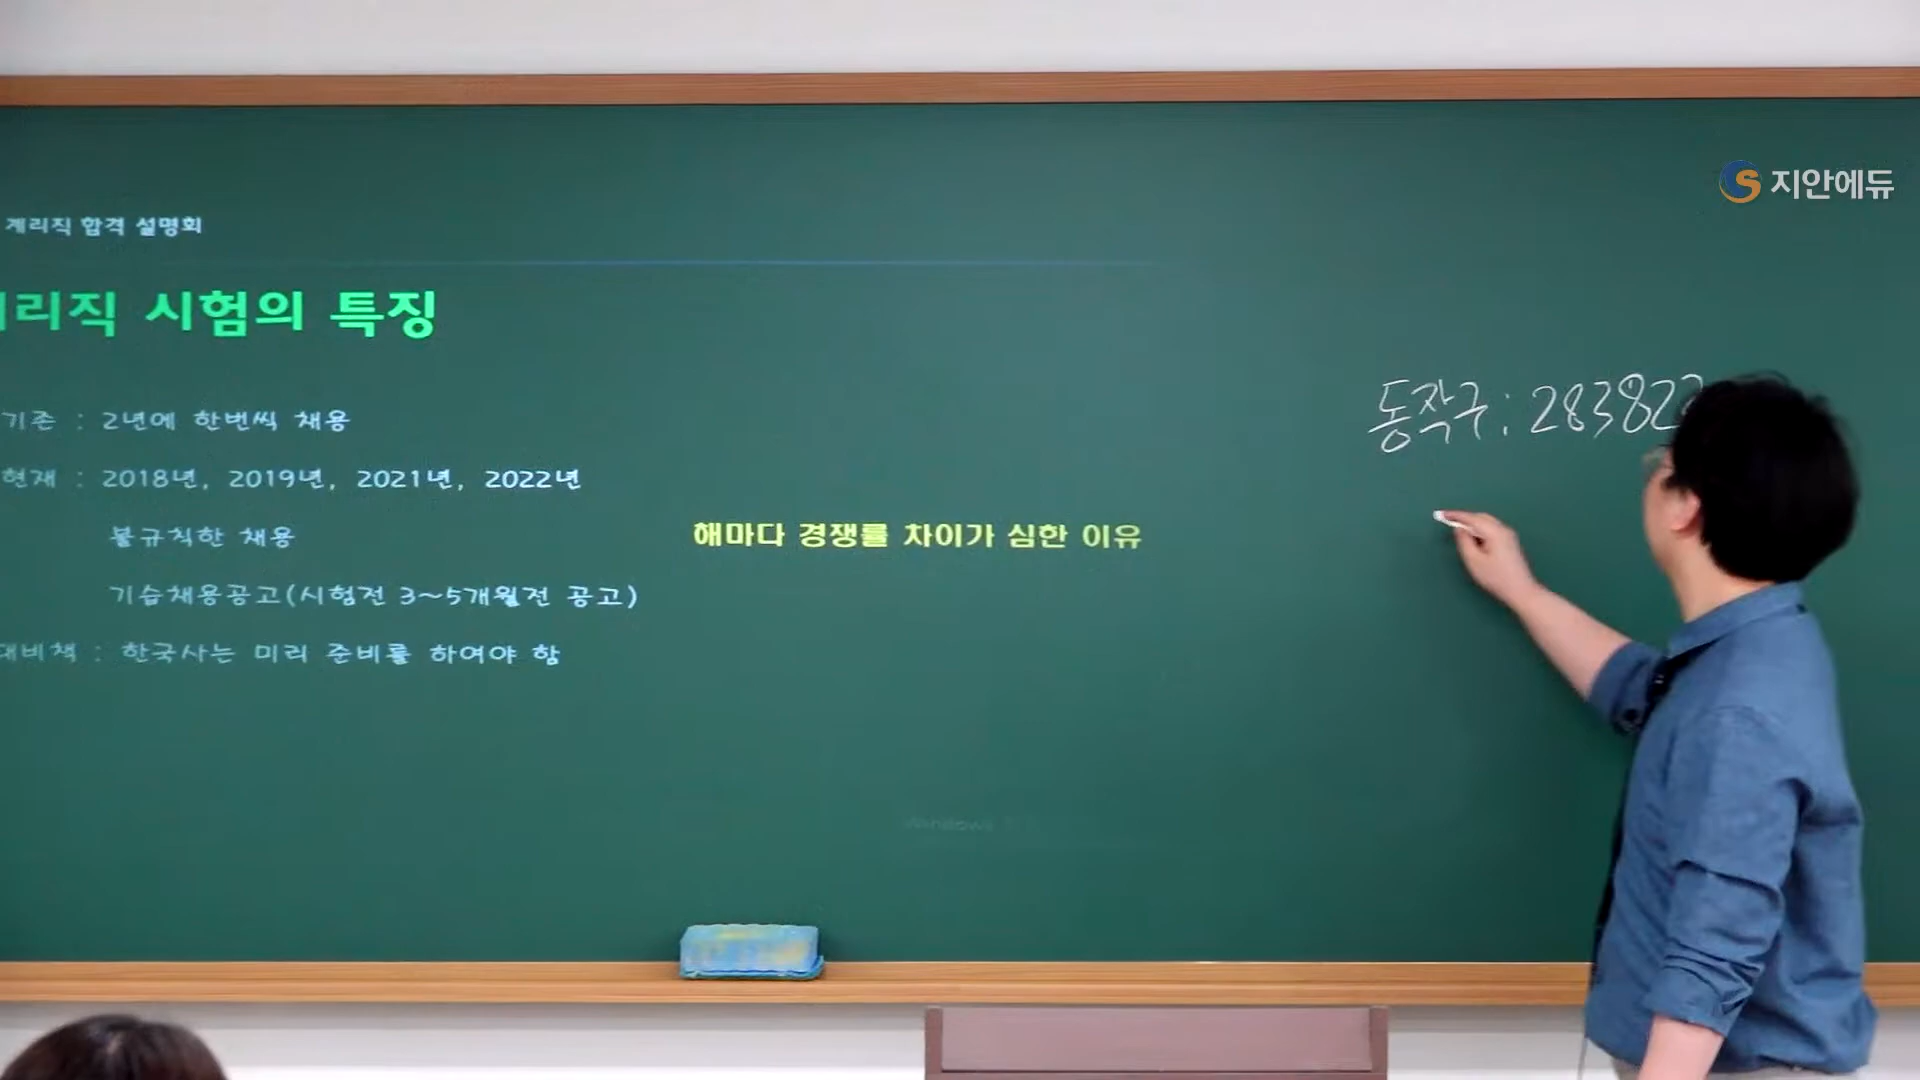 지안에듀
계리직 합격 설명회
리직 시험의 특징
기존 : 2년에 한번씩 채용
현재 : 2018년, 2019년, 2021년, 2022년
불규칙한 채용
해마다 경쟁률 차이가 심한 이유
기습채용공고(시험전 3~5개월전 공고)
대비책 : 한국사는 미리 준비를 하여야 함
동작구: 283822
Windows